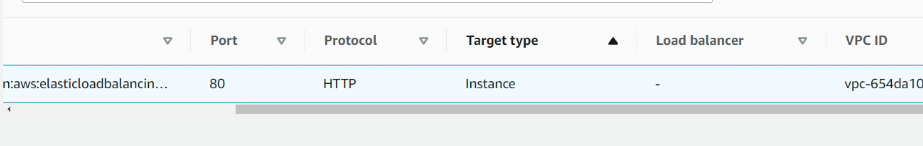 Port Protocol Target type Load balancer VPC ID
n:aws:elasticloadbalancin... 80 HTTP Instance - vpc-654da10